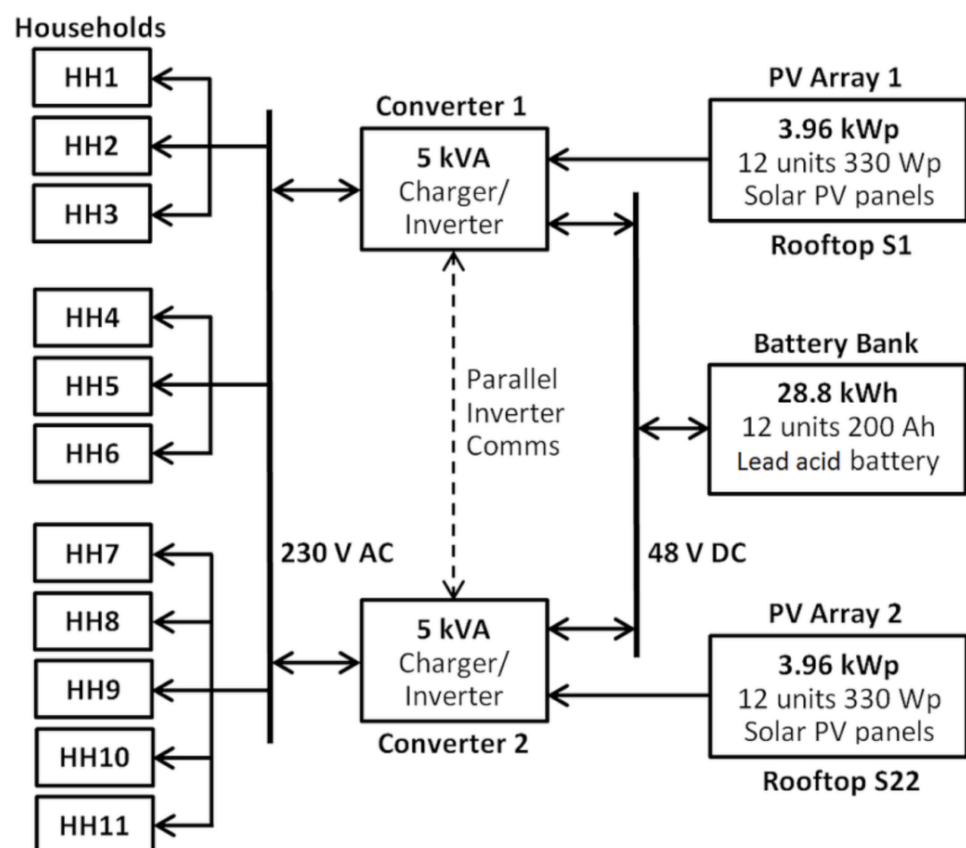 Households
HH1
HH2
HH3
HH4
HH5
HH6
HH7
HH8
HH9
HH10
HH11
230 V AC
Converter 1
5 kVA
Charger/
Inverter
Parallel
Inverter
Comms
5 kVA
Charger/
Inverter
Converter 2
48 V DC
PV Array 1
3.96 kWp
12 units 330 Wp
Solar PV panels
Rooftop S1
Battery Bank
28.8 kWh
12 units 200 Ah
Lead acid battery
PV Array 2
3.96 kWp
12 units 330 Wp
Solar PV panels
Rooftop S22